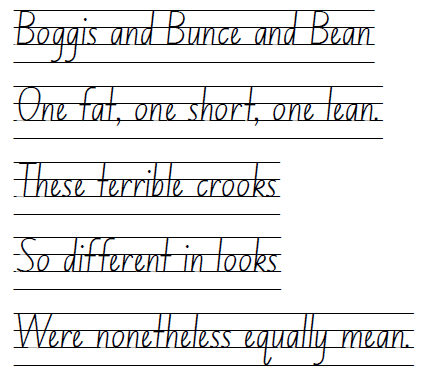 Boggis and Bunce and Bean
One fat, one short, one lean.
These terrible crooks
So different in looks
Were nonetheless equally mean.